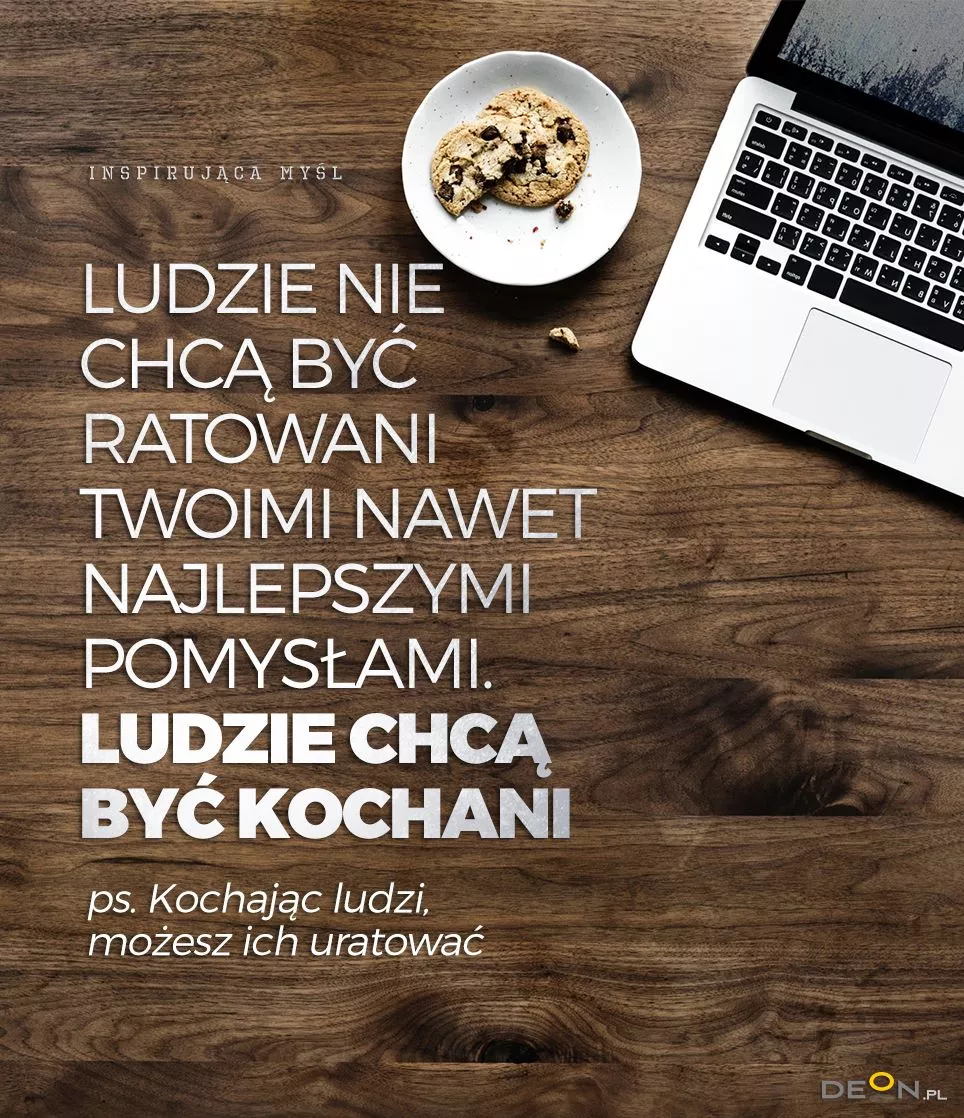 INSPIRUJĄCA MYŚL
LUDZIE NIE
CHCĄ BYĆ
RATOWANI
TWOIMI NAWET
NAJLEPSZYMI
POMYSŁAMI.
LUDZIE CHCĄ
BYĆ KOCHANI
ps. Kochając ludzi,
możesz ich uratować
DEON.PL